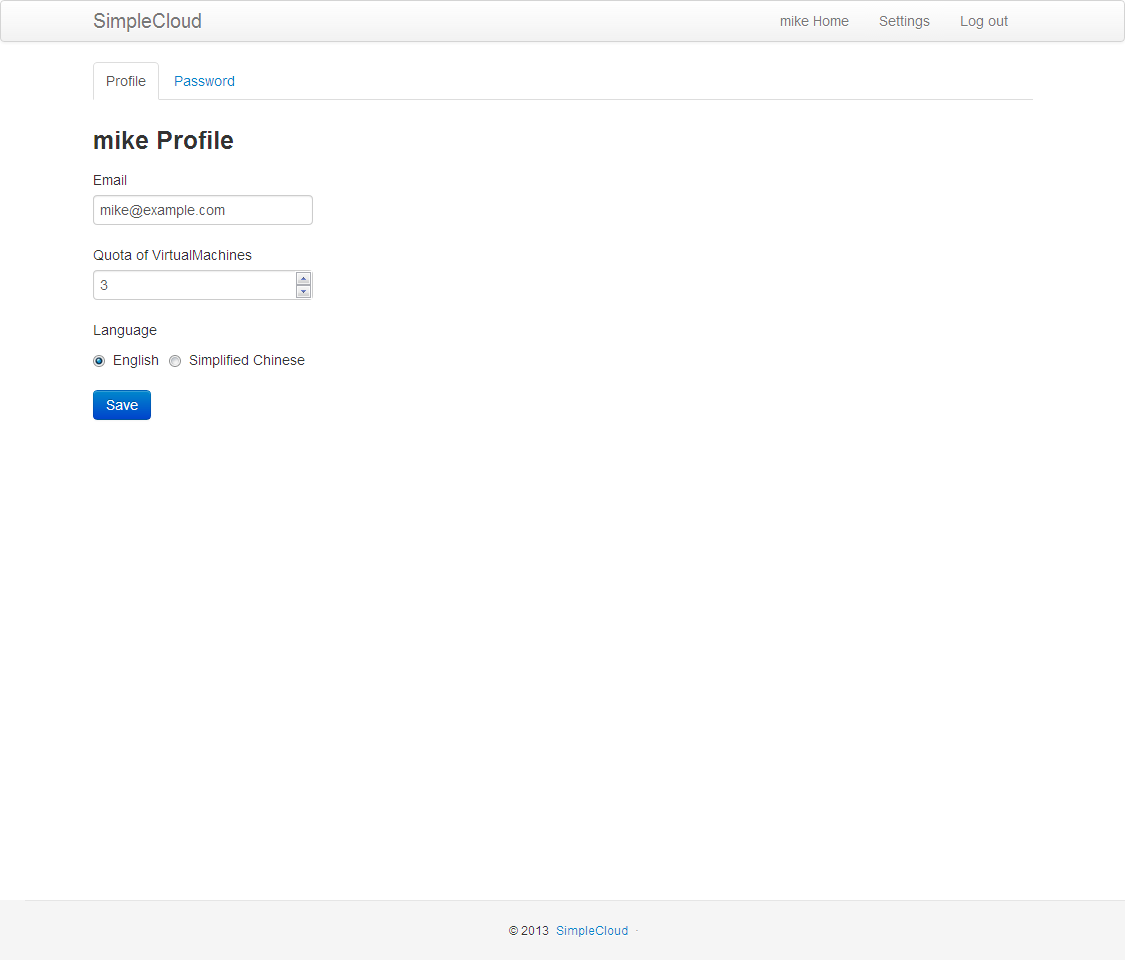 SimpleCloud mike Home Settings Log out
Profile Password
mike Profile
Email
mike@example.com
Quota of VirtualMachines
3
Language
English Simplified Chinese
Save
© 2013 SimpleCloud -